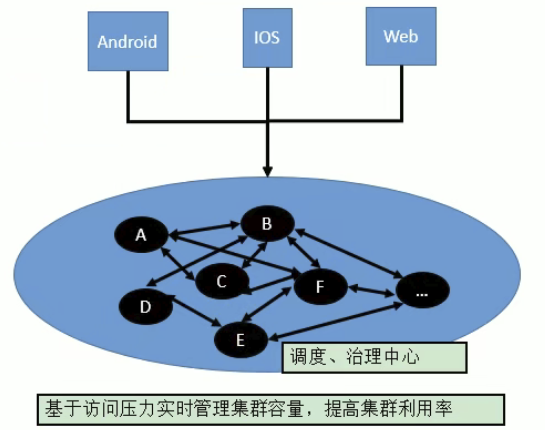 Android
IOS
Web
A
B
C
D
E
F
...
调度、治理中心
基于访问压力实时管理集群容量，提高集群利用率